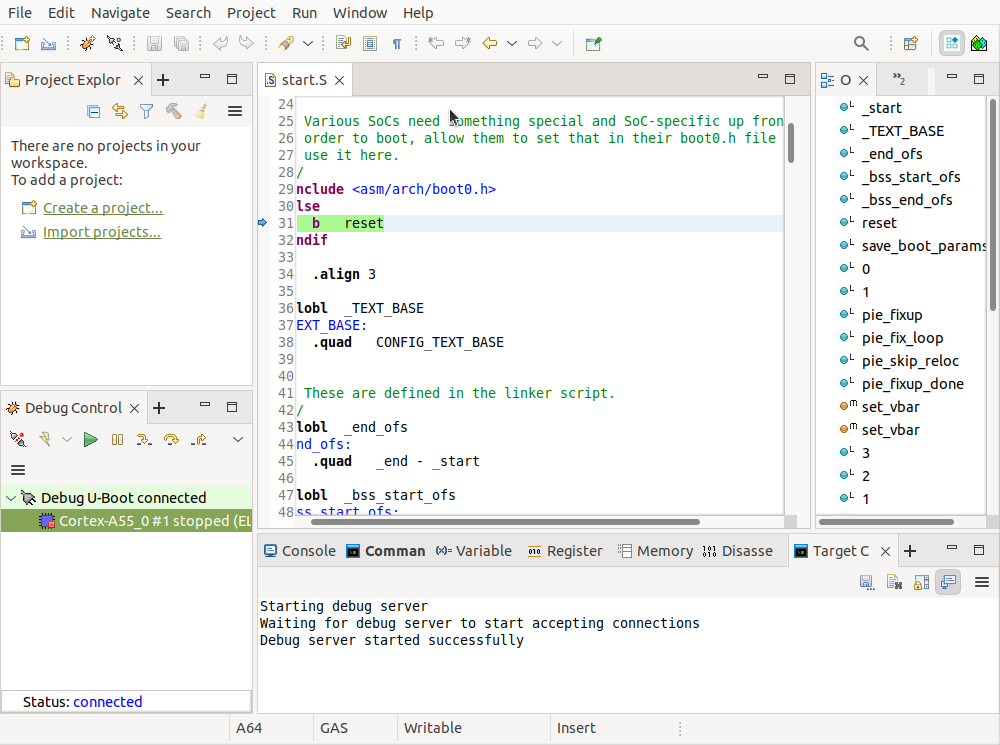 File Edit Navigate Search Project Run Window Help
Project Explor
There are no projects in your
workspace.
To add a project:
Create a project...
Import projects...
Debug Control
Debug U-Boot connected
Cortex-A55_0 #1 stopped (EL
Status: connected
start.S
24
25 Various SoCs need something special and SoC-specific up fron
26 order to boot, allow them to set that in their boot0.h file
27 use it here.
28 /
29 nclude <asm/arch/boot0.h>
30 lse
31 b reset
32 ndif
33
34 .align 3
35
36 lobl _TEXT_BASE
37 EXT_BASE:
38 .quad CONFIG_TEXT_BASE
39
40
41 These are defined in the linker script.
42 /
43 lobl _end_ofs
44 nd_ofs:
45 .quad _end - _start
46
47 lobl _bss_start_ofs
48 ss_start_ofs:
O
2
_start
_TEXT_BASE
_end_ofs
_bss_start_ofs
_bss_end_ofs
reset
save_boot_params
0
1
pie_fixup
pie_fix_loop
pie_skip_reloc
pie_fixup_done
set_vbar
set_vbar
3
2
1
Console Comman Variable Register Memory Disasse Target C
Starting debug server
Waiting for debug server to start accepting connections
Debug server started successfully
A64 GAS Writable Insert